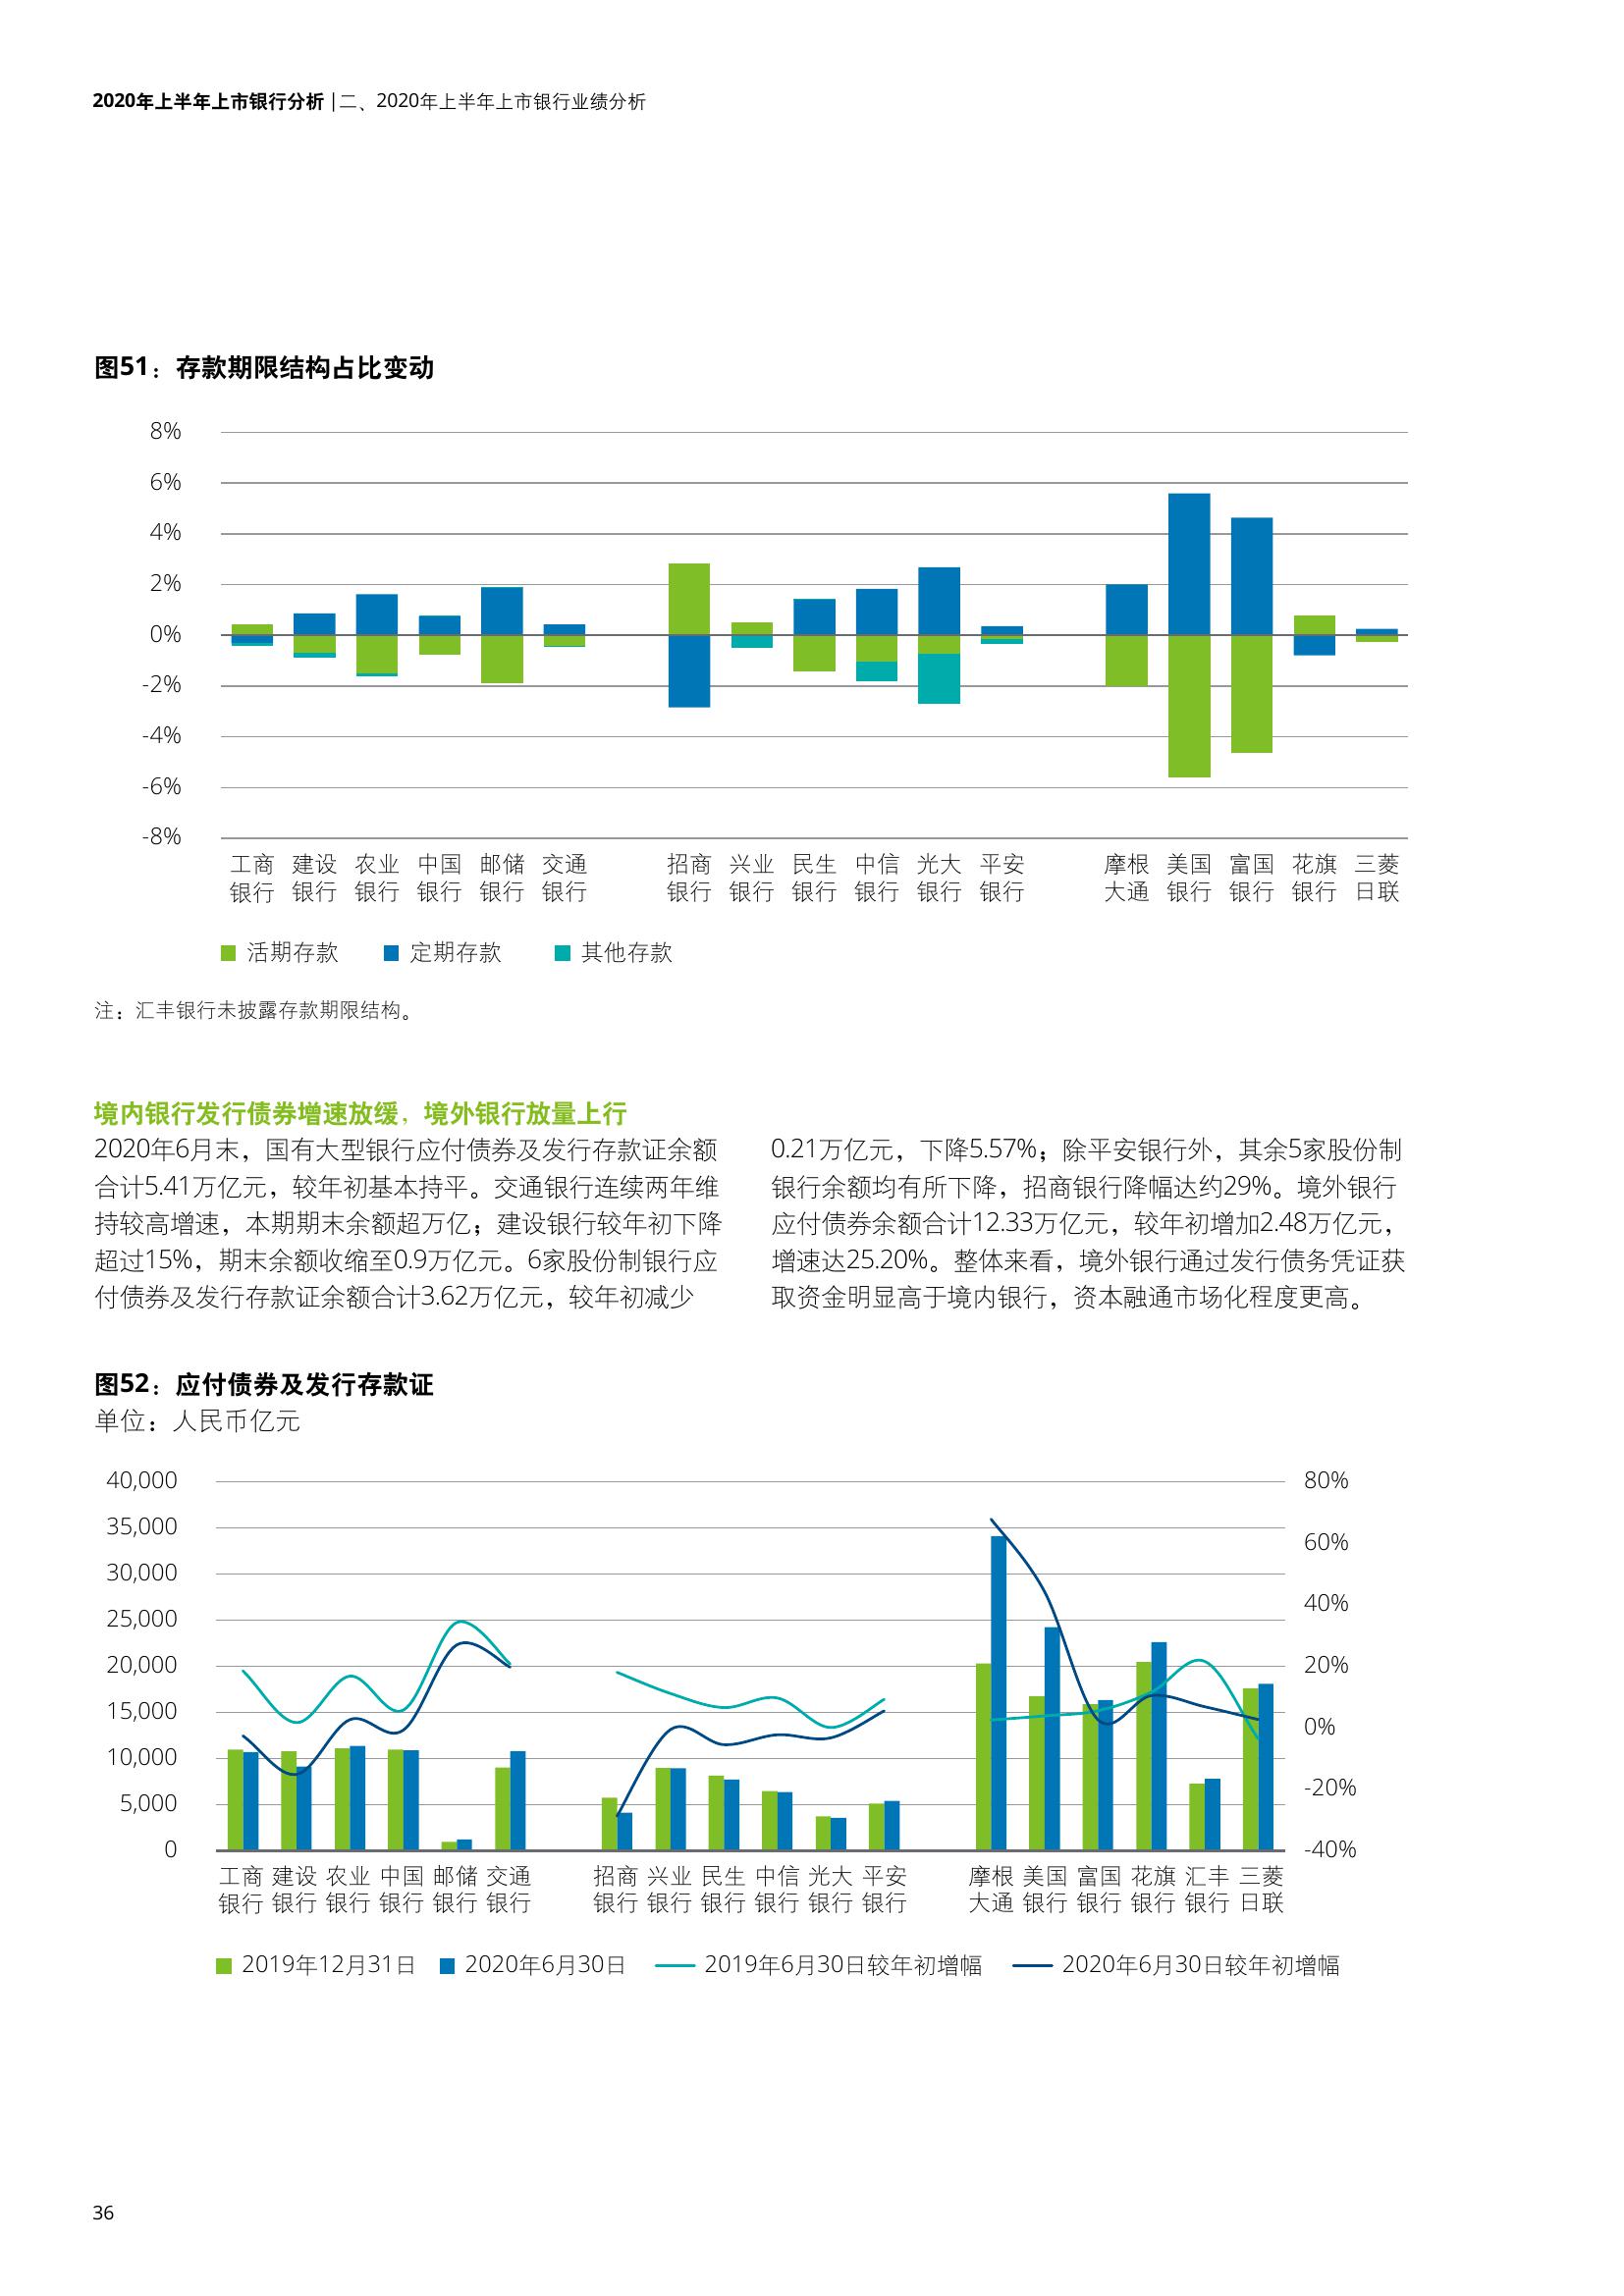 2020年上半年上市银行分析 |二、2020年上半年上市银行业绩分析
图51：存款期限结构占比变动
8%
6%
4%
2%
0%
-2%
-4%
-6%
-8%
工商 建设 农业 中国 邮储 交通 招商 兴业 民生 中信 光大 平安 摩根 美国 富国 花旗 三菱
银行 银行 银行 银行 银行 银行 银行 银行 银行 银行 银行 银行 大通 银行 银行 银行 日联
活期存款 定期存款 其他存款
注：汇丰银行未披露存款期限结构。
境内银行发行债券增速放缓，境外银行放量上行
2020年6月末，国有大型银行应付债券及发行存款证余额
合计5.41万亿元，较年初基本持平。交通银行连续两年维
持较高增速，本期期末余额超万亿；建设银行较年初下降
超过15%，期末余额收缩至0.9万亿元。6家股份制银行应
付债券及发行存款证余额合计3.62万亿元，较年初减少
0.21万亿元，下降5.57%；除平安银行外，其余5家股份制
银行余额均有所下降，招商银行降幅达约29%。境外银行
应付债券余额合计12.33万亿元，较年初增加2.48万亿元，
增速达25.20%。整体来看，境外银行通过发行债务凭证获
取资金明显高于境内银行，资本融通市场化程度更高。
图52：应付债券及发行存款证
单位：人民币亿元
40,000
35,000
30,000
25,000
20,000
15,000
10,000
5,000
0
80%
60%
40%
20%
0%
-20%
-40%
工商 建设 农业 中国 邮储 交通 招商 兴业 民生 中信 光大 平安 摩根 美国 富国 花旗 汇丰 三菱
银行 银行 银行 银行 银行 银行 银行 银行 银行 银行 银行 银行 大通 银行 银行 银行 银行 日联
2019年12月31日 2020年6月30日 2019年6月30日较年初增幅 2020年6月30日较年初增幅
36